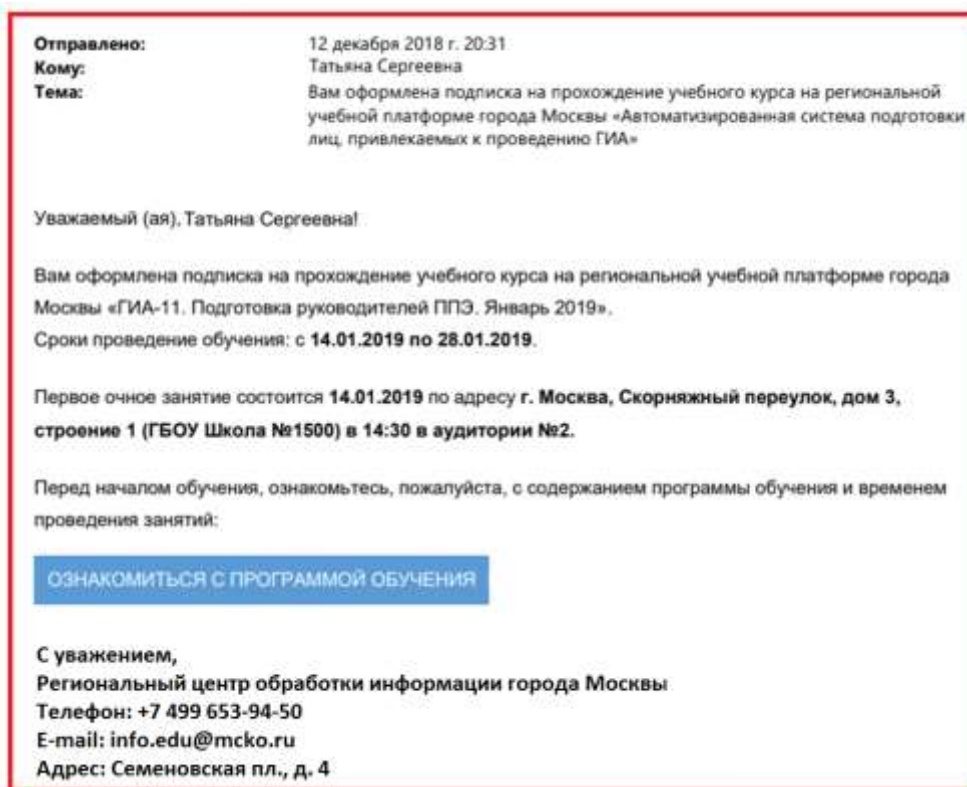 Отправлено: 12 декабря 2018 г. 20:31
Кому: Татьяна Сергеевна
Тема: Вам оформлена подписка на прохождение учебного курса на региональной
учебной платформе города Москвы «Автоматизированная система подготовки
лиц, привлекаемых к проведению ГИА»
Уважаемый (ая), Татьяна Сергеевна!
Вам оформлена подписка на прохождение учебного курса на региональной учебной платформе города
Москвы «ГИА-11. Подготовка руководителей ППЭ. Январь 2019».
Сроки проведение обучения: с 14.01.2019 по 28.01.2019.
Первое очное занятие состоится 14.01.2019 по адресу г. Москва, Скорняжный переулок, дом 3,
строение 1 (ГБОУ Школа №1500) в 14:30 в аудитории №2.
Перед началом обучения, ознакомьтесь, пожалуйста, с содержанием программы обучения и временем
проведения занятий:
ОЗНАКОМИТЬСЯ С ПРОГРАММОЙ ОБУЧЕНИЯ
С уважением,
Региональный центр обработки информации города Москвы
Телефон: +7 499 653-94-50
E-mail: info.edu@mcko.ru
Адрес: Семеновская пл., д. 4